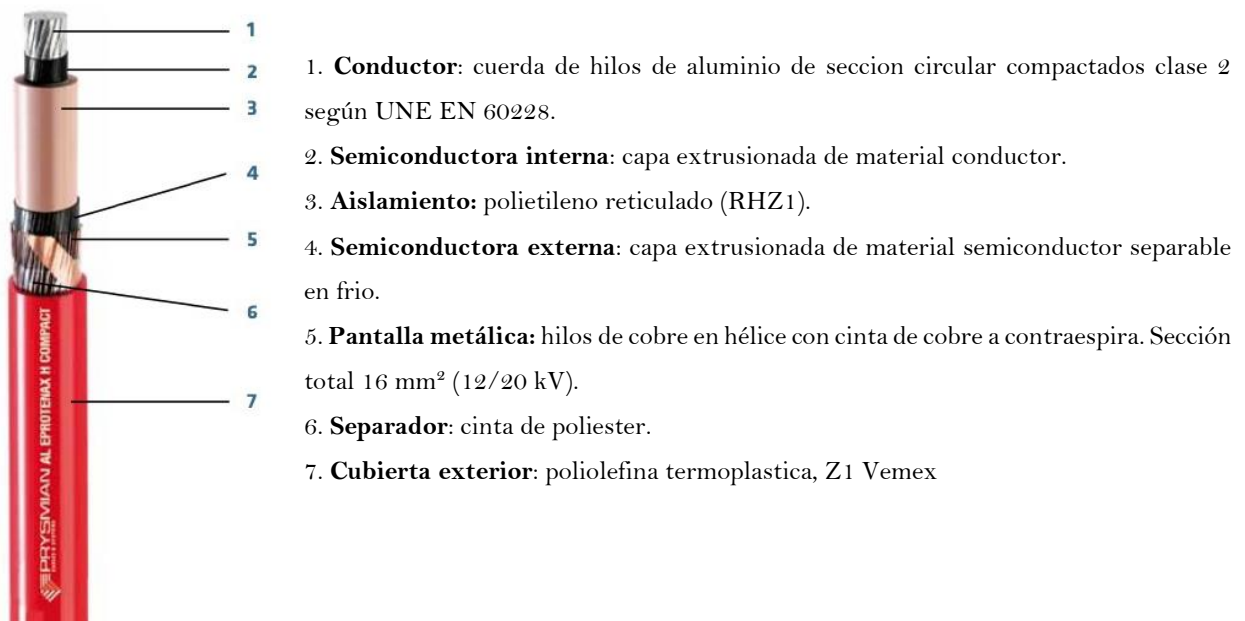 1
2
3
4
5
6
7
1. Conductor: cuerda de hilos de aluminio de seccion circular compactados clase 2
según UNE EN 60228.
2. Semiconductora interna: capa extrusionada de material conductor.
3. Aislamiento: polietileno reticulado (RHZ1).
4. Semiconductora externa: capa extrusionada de material semiconductor separable
en frio.
5. Pantalla metálica: hilos de cobre en hélice con cinta de cobre a contraespira. Sección
total 16 mm² (12/20 kV).
6. Separador: cinta de poliester.
7. Cubierta exterior: poliolefina termoplastica, Z1 Vemex
PRYSMIAN AL EPROTENAX H COMPACT